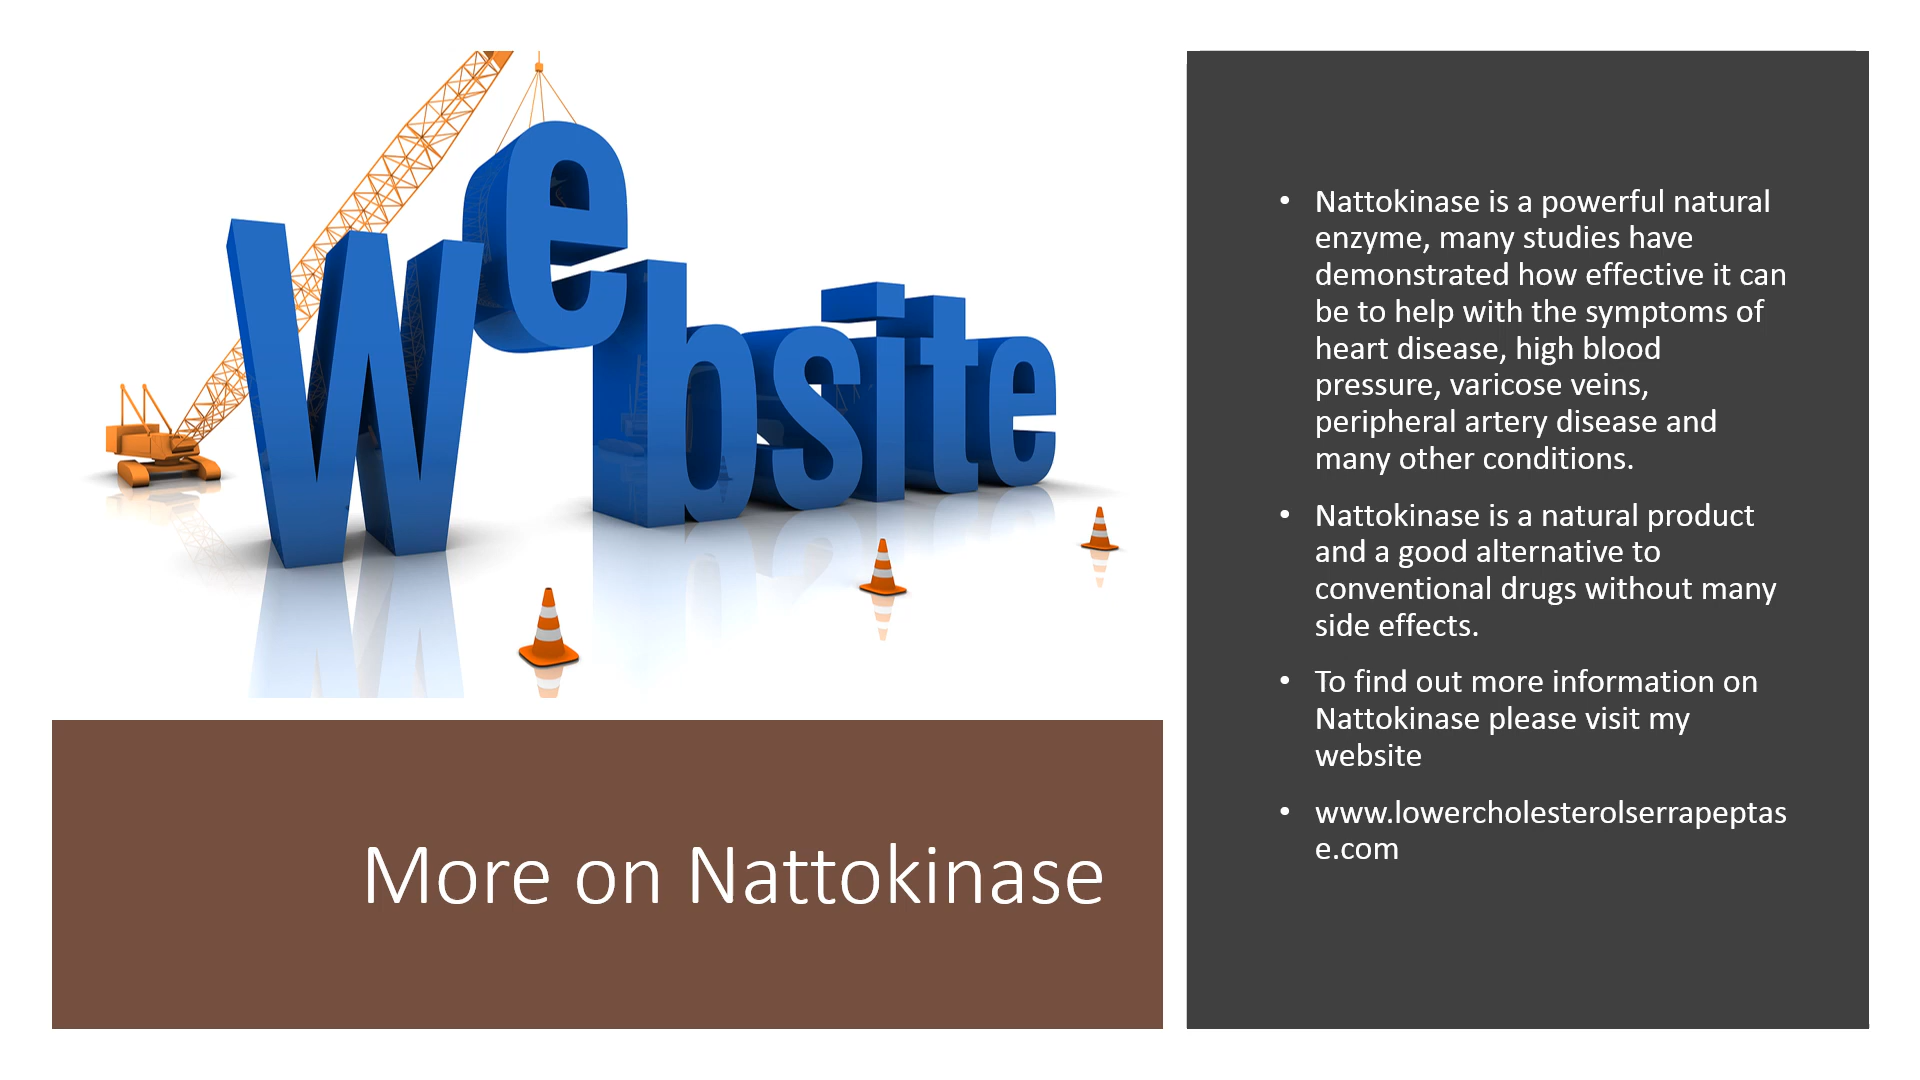 Website
More on Nattokinase
• Nattokinase is a powerful natural
enzyme, many studies have
demonstrated how effective it can
be to help with the symptoms of
heart disease, high blood
pressure, varicose veins,
peripheral artery disease and
many other conditions.
• Nattokinase is a natural product
and a good alternative to
conventional drugs without many
side effects.
• To find out more information on
Nattokinase please visit my
website
• www.lowercholesterolserrapeptas
e.com